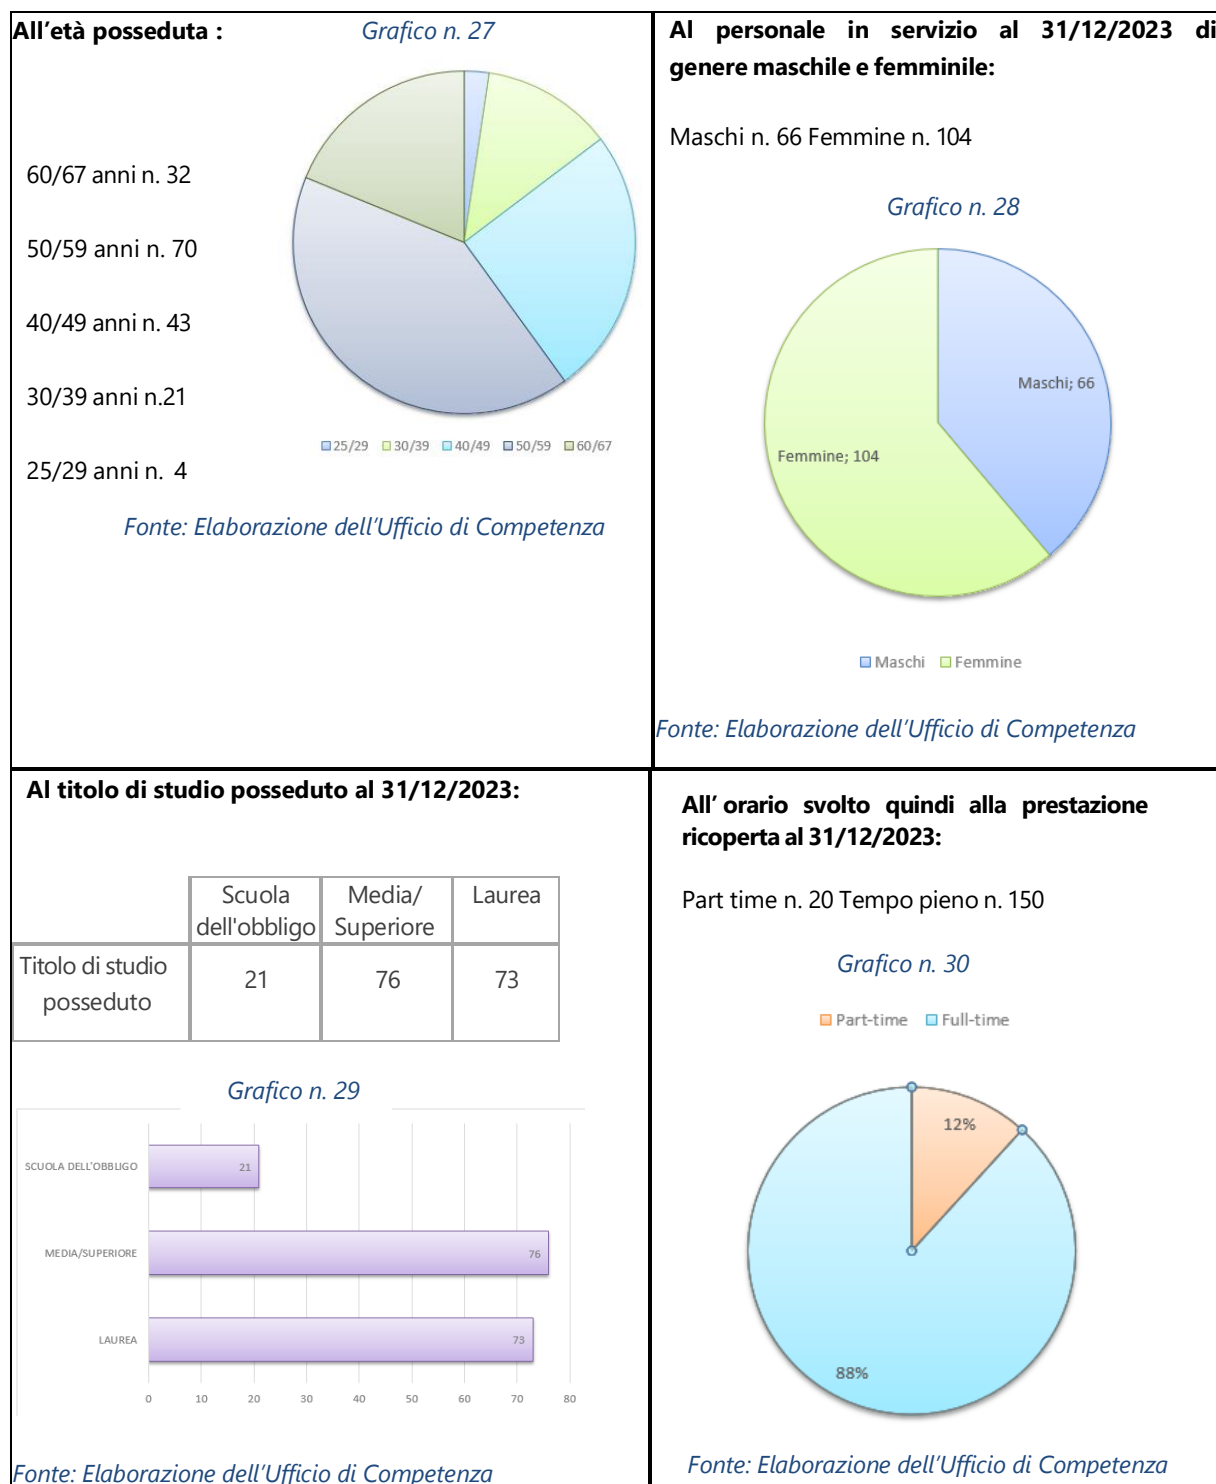 All'età posseduta :
Grafico n. 27
60/67 anni n. 32
50/59 anni n. 70
40/49 anni n. 43
30/39 anni n.21
25/29 anni n. 4
25/29 30/39 40/49 50/59 60/67
Fonte: Elaborazione dell'Ufficio di Competenza
Al personale in servizio al 31/12/2023 di
genere maschile e femminile:
Maschi n. 66 Femmine n. 104
Grafico n. 28
Maschi; 66
Femmine; 104
Maschi Femmine
Fonte: Elaborazione dell'Ufficio di Competenza
Al titolo di studio posseduto al 31/12/2023:
Scuola Media/ Laurea
dell'obbligo Superiore
Titolo di studio
posseduto
21 76 73
Grafico n. 29
SCUOLA DELL'OBBLIGO 21
MEDIA/SUPERIORE 76
LAUREA 73
0 10 20 30 40 50 60 70 80
Fonte: Elaborazione dell'Ufficio di Competenza
All' orario svolto quindi alla prestazione
ricoperta al 31/12/2023:
Part time n. 20 Tempo pieno n. 150
Grafico n. 30
Part-time Full-time
12%
88%
Fonte: Elaborazione dell'Ufficio di Competenza